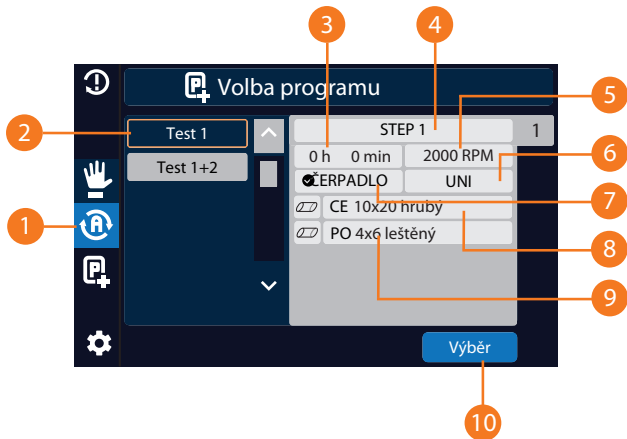 3
4
Volba programu
5
2
Test 1
STEP 1
1
0 h 0 min
2000 RPM
6
Test 1+2
ČERPADLO
UNI
7
CE 10x20 hrubý
1
A
8
PO 4x6 leštěný
P
9
Výběr
10